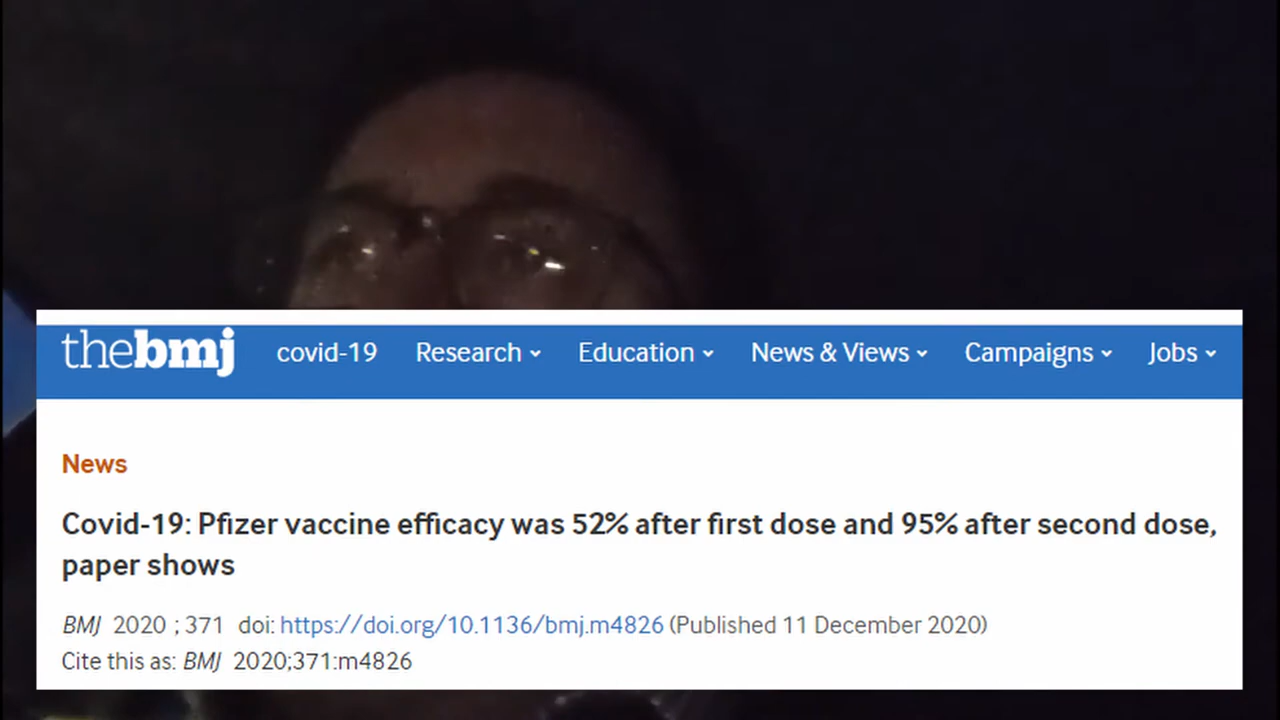 thebmj covid-19 Research Education News & Views Campaigns Jobs
News
Covid-19: Pfizer vaccine efficacy was 52% after first dose and 95% after second dose,
paper shows
BMJ 2020 ; 371 doi: https://doi.org/10.1136/bmj.m4826 (Published 11 December 2020)
Cite this as: BMJ 2020;371:m4826